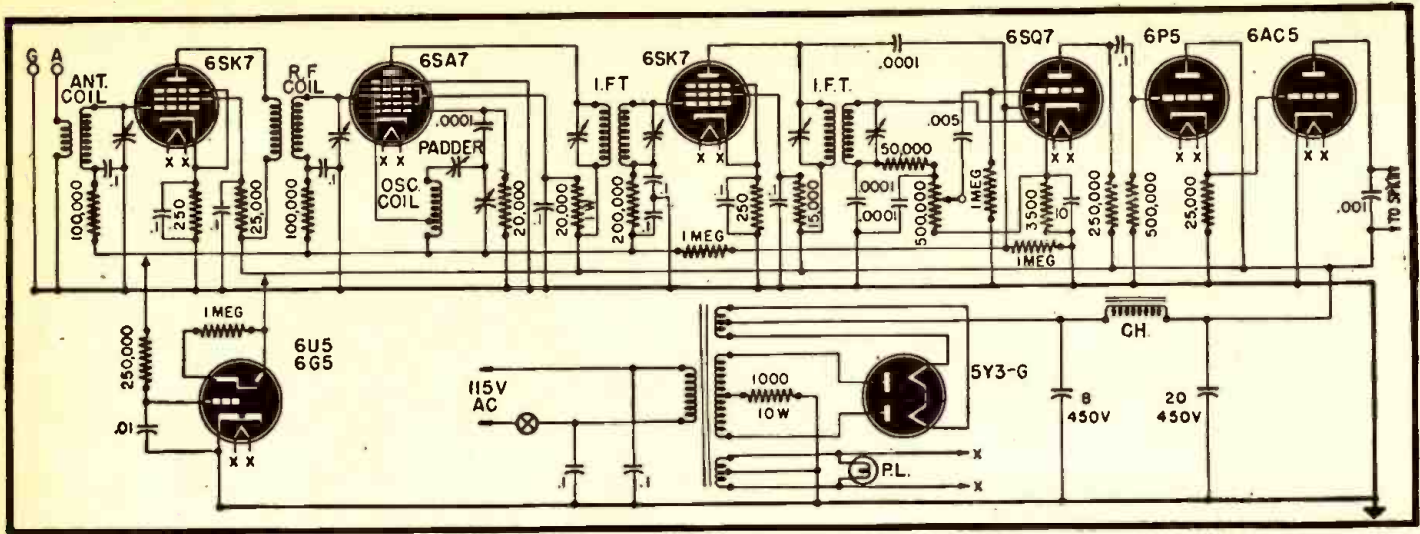 G A
ANT. COIL
6SK7
R.F. COIL
6SA7
I.FT
6SK7
.0001
I.F.T.
6SQ7
.1
6P5
6AC5
X X
X X
X X
X X
X X
X X
.1
100,000
.1
250
.1
25,000
100,000
.1
.0001
PADDER
OSC. COIL
20,000
.1
20,000
1 W
200,000
.1
.1
250
.1
15,000
.0001
.0001
50,000
500,000
.005
1 MEG
3500
10
250,000
500,000
25,000
.001
TO SPKR
1 MEG
1 MEG
1 MEG
250,000
.01
6U5
6G5
X X
115V
AC
.1
.1
1000
10W
5Y3-G
P.L.
X
X
8
450V
CH.
20
450V